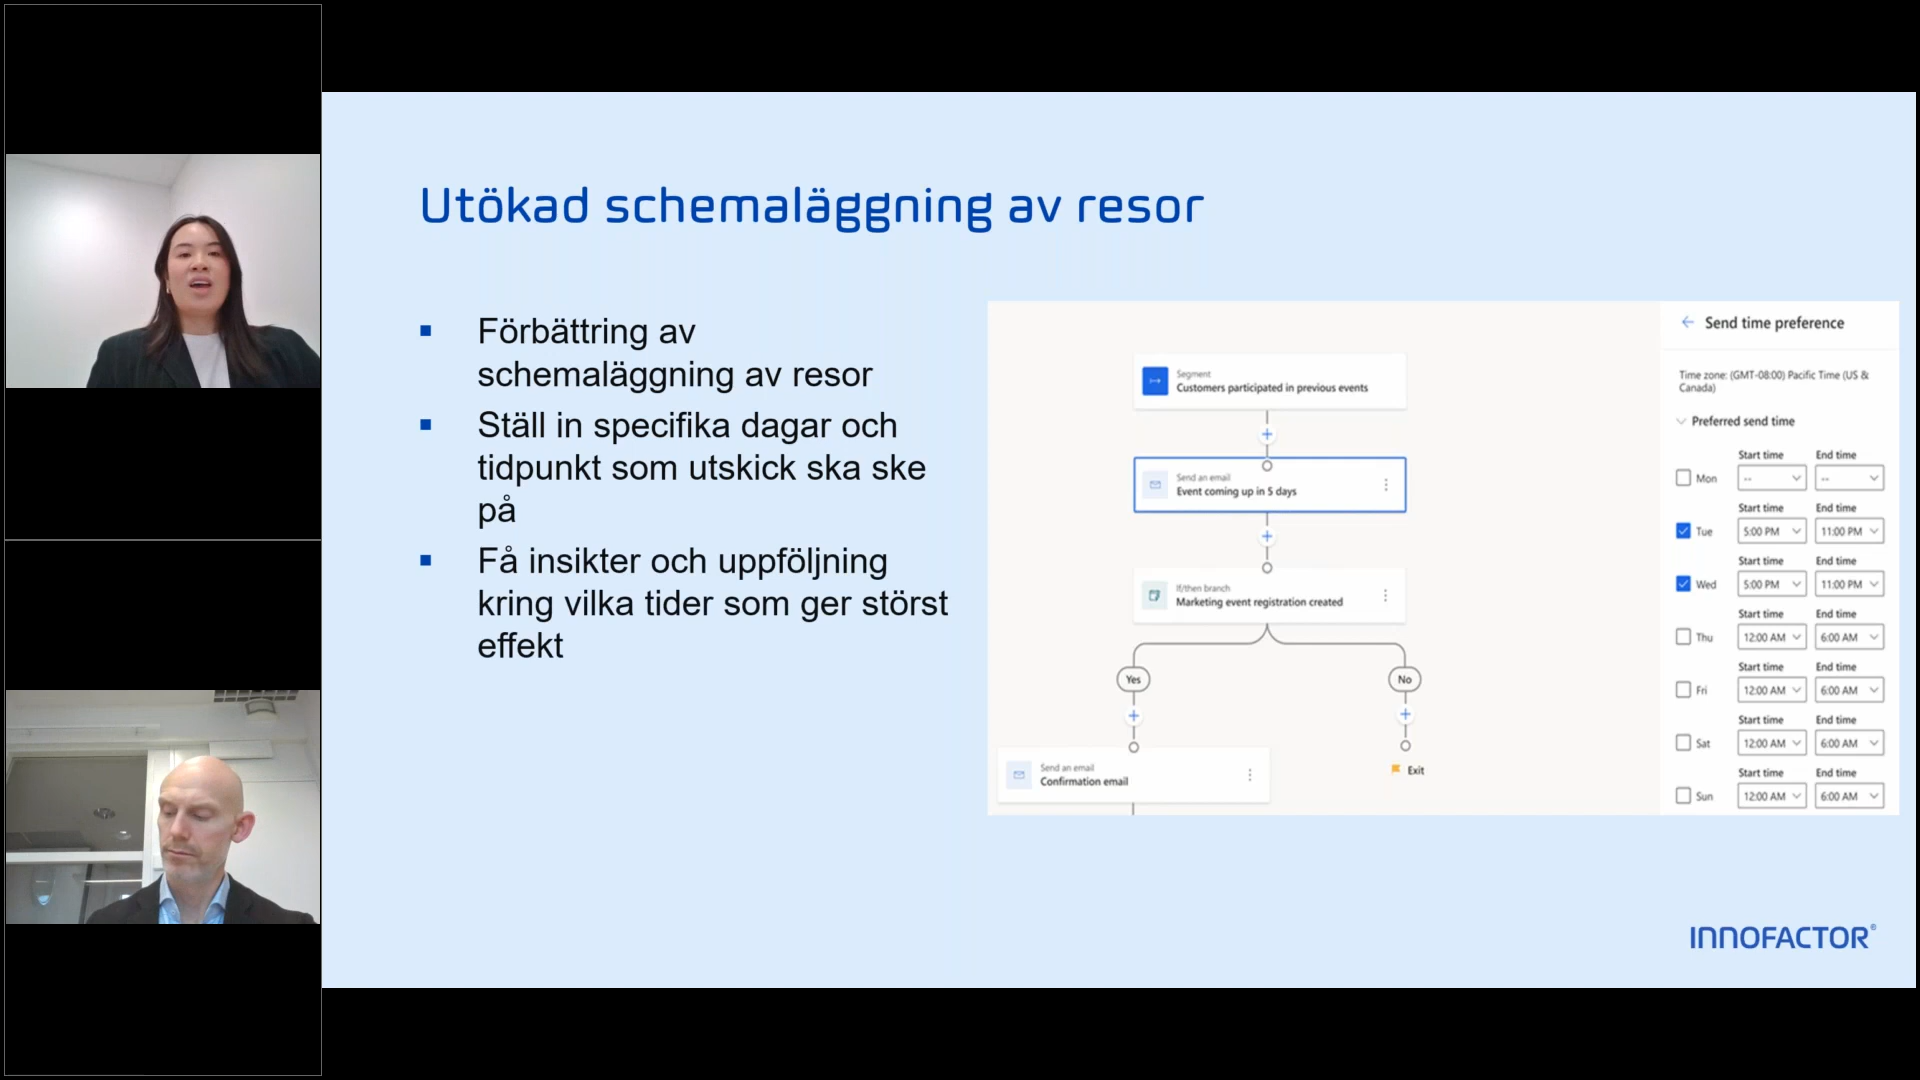 Utökad schemaläggning av resor
▪ Förbättring av
schemaläggning av resor
▪ Ställ in specifika dagar och
tidpunkt som utskick ska ske
på
▪ Få insikter och uppföljning
kring vilka tider som ger störst
effekt
Segment
Customers participated in previous events
Send an email
Event coming up in 5 days
If/then branch
Marketing event registration created
Yes
No
Send an email
Confirmation email
Exit
Send time preference
Time zone: (GMT-08:00) Pacific Time (US &
Canada)
Preferred send time
Start time End time
Mon -- --
Start time End time
Tue 5:00 PM 11:00 PM
Start time End time
Wed 5:00 PM 11:00 PM
Start time End time
Thu 12:00 AM 6:00 AM
Start time End time
Fri 12:00 AM 6:00 AM
Start time End time
Sat 12:00 AM 6:00 AM
Start time End time
Sun 12:00 AM 6:00 AM
INNOFACTOR®